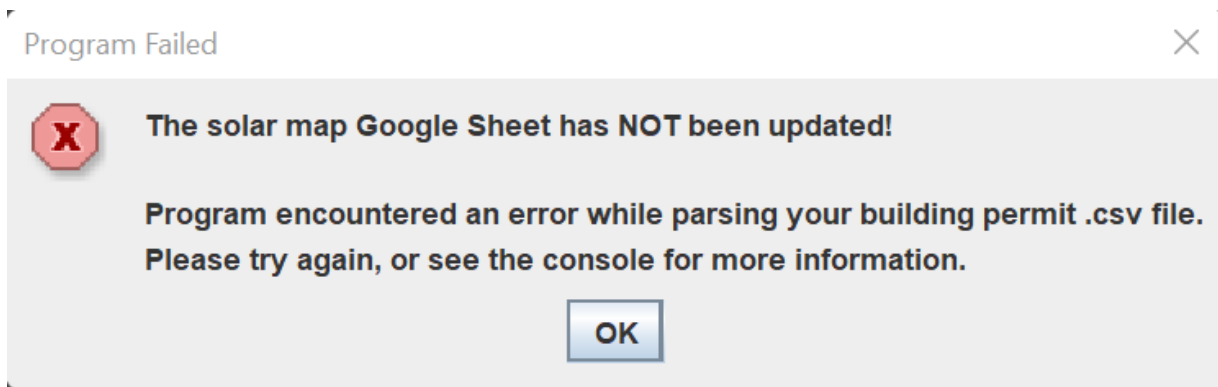 Program Failed
X
The solar map Google Sheet has NOT been updated!
Program encountered an error while parsing your building permit .csv file.
Please try again, or see the console for more information.
OK